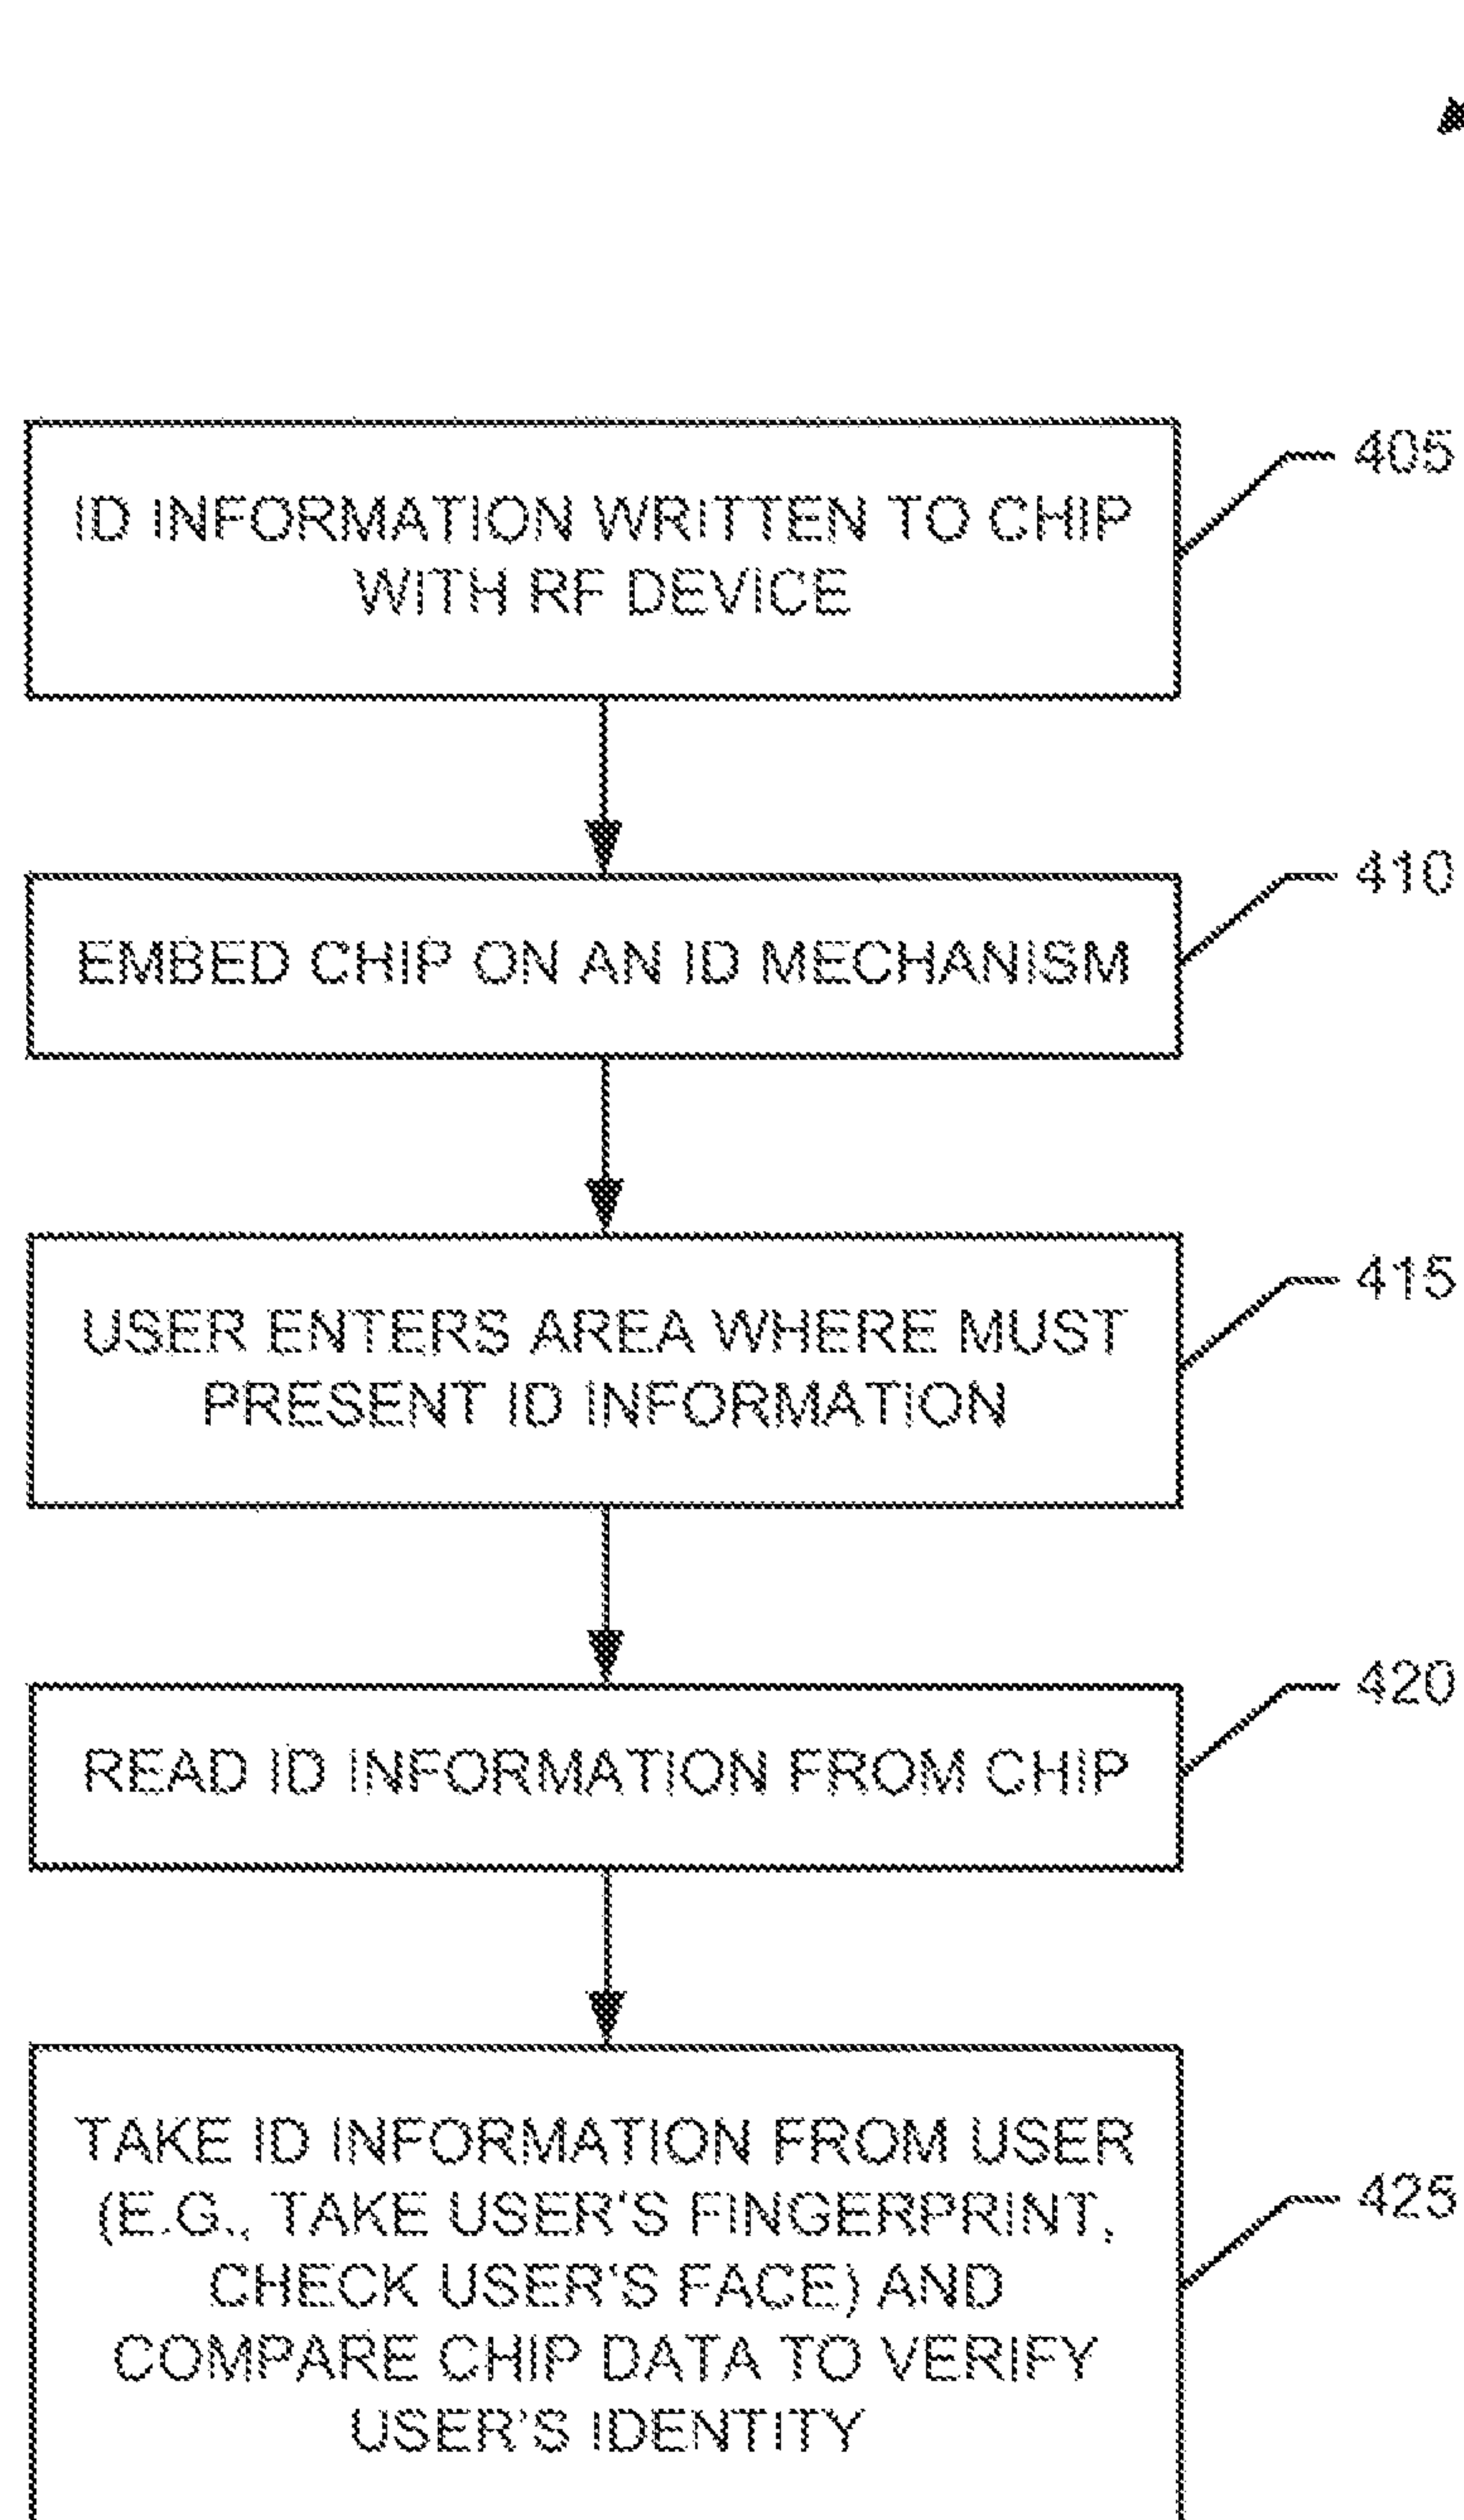 405
ID INFORMATION WRITTEN TO CHIP
WITH RF DEVICE
410
EMBED CHIP ON AN ID MECHANISM
415
USER ENTERS AREA WHERE MUST
PRESENT ID INFORMATION
420
READ ID INFORMATION FROM CHIP
425
TAKE ID INFORMATION FROM USER
(E.G., TAKE USER'S FINGERPRINT,
CHECK USER'S FACE) AND
COMPARE CHIP DATA TO VERIFY
USER'S IDENTITY